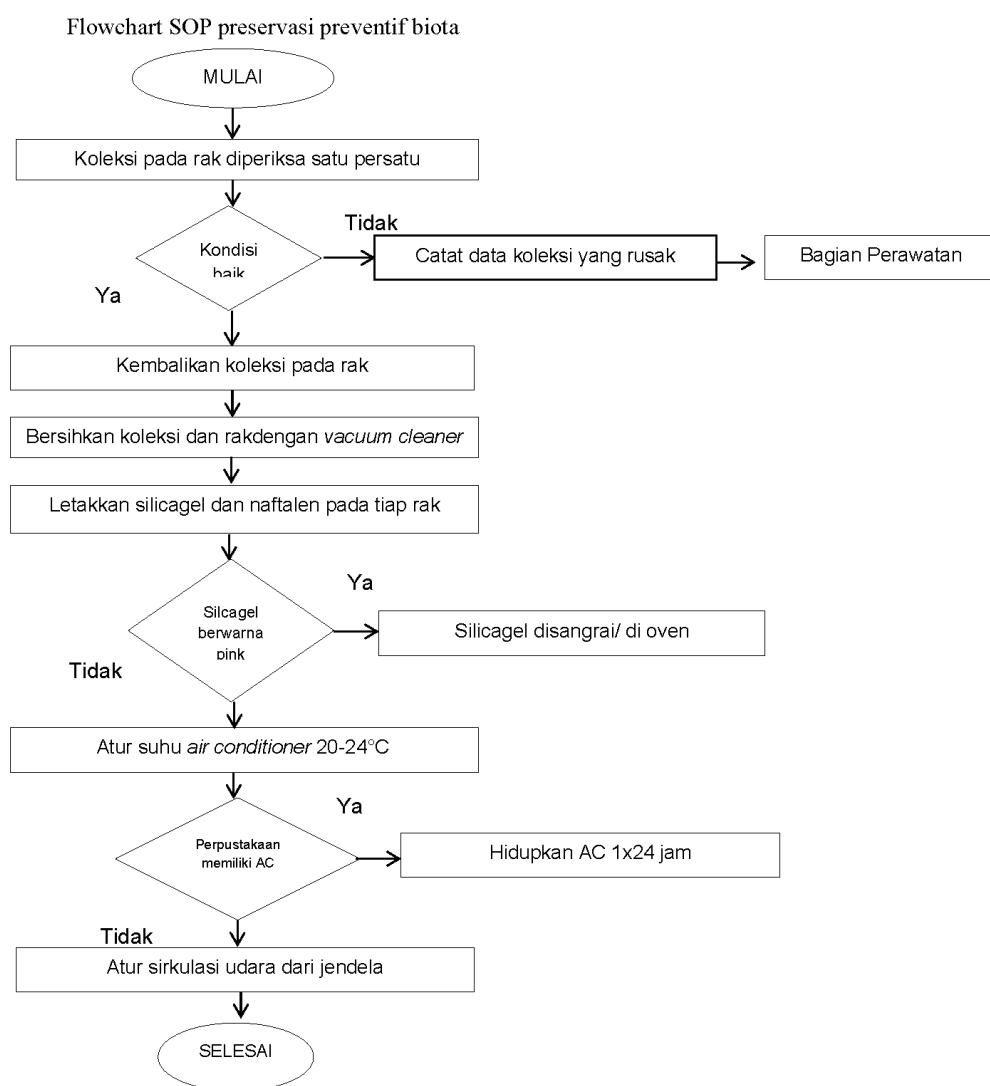 Flowchart SOP preservasi preventif biota
MULAI
Koleksi pada rak diperiksa satu persatu
Kondisi
baik
Tidak
Catat data koleksi yang rusak
Bagian Perawatan
Ya
Kembalikan koleksi pada rak
Bersihkan koleksi dan rakdengan vacuum cleaner
Letakkan silicagel dan naftalen pada tiap rak
Silcagel
berwarna
pink
Ya
Silicagel disangrai/ di oven
Tidak
Atur suhu air conditioner 20-24°C
Perpustakaan
memiliki AC
Ya
Hidupkan AC 1x24 jam
Tidak
Atur sirkulasi udara dari jendela
SELESAI